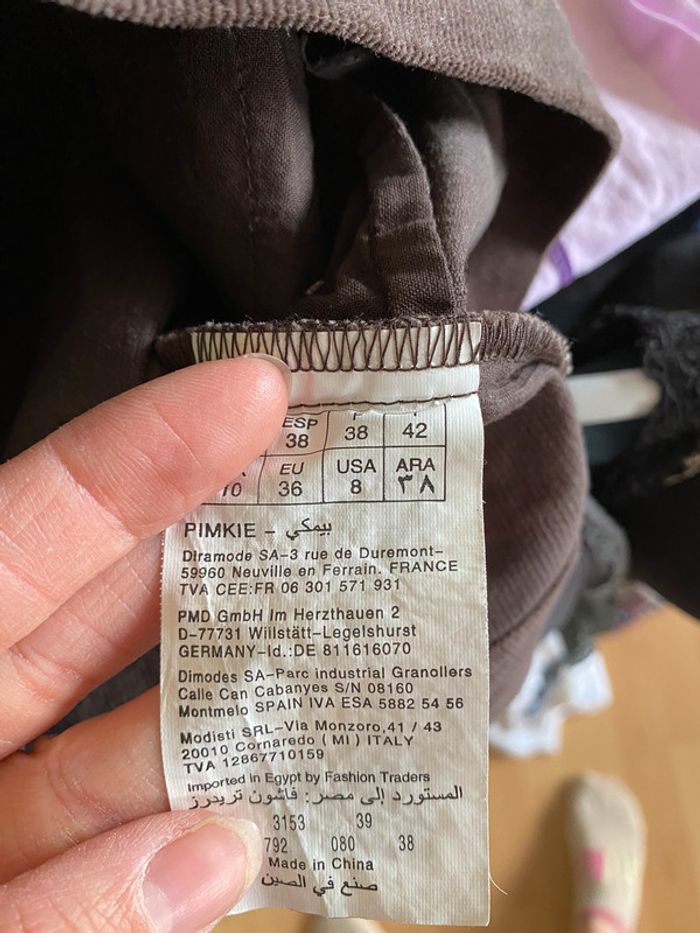 ESP F I
38 38 42
EU USA ARA
10 36 8 ٣٨
PIMKIE - بيمكي
Diramode SA-3 rue de Duremont-
59960 Neuville en Ferrain. FRANCE
TVA CEE:FR 06 301 571 931
PMD GmbH Im Herzthauen 2
D-77731 Willstätt-Legelshurst
GERMANY-Id.:DE 811616070
Dimodes SA-Parc industrial Granollers
Calle Can Cabanyes S/N 08160
Montmelo SPAIN IVA ESA 5882 54 56
Modisti SRL-Via Monzoro,41 / 43
20010 Cornaredo ( MI ) ITALY
TVA 12867710159
Imported in Egypt by Fashion Traders
المستورد إلى مصر: فاشون تريدرز
3153 39
792 080 38
Made in China
صنع في الصين